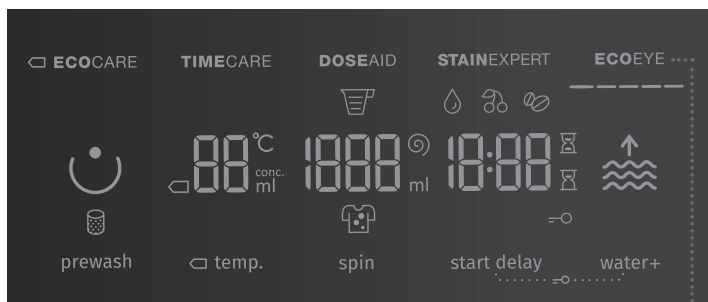 ECOCARE TIMECARE DOSEAID STAINEXPERT ECOEYE
88 °C 1888 18:88
conc.
ml ml
prewash temp. spin start delay water+